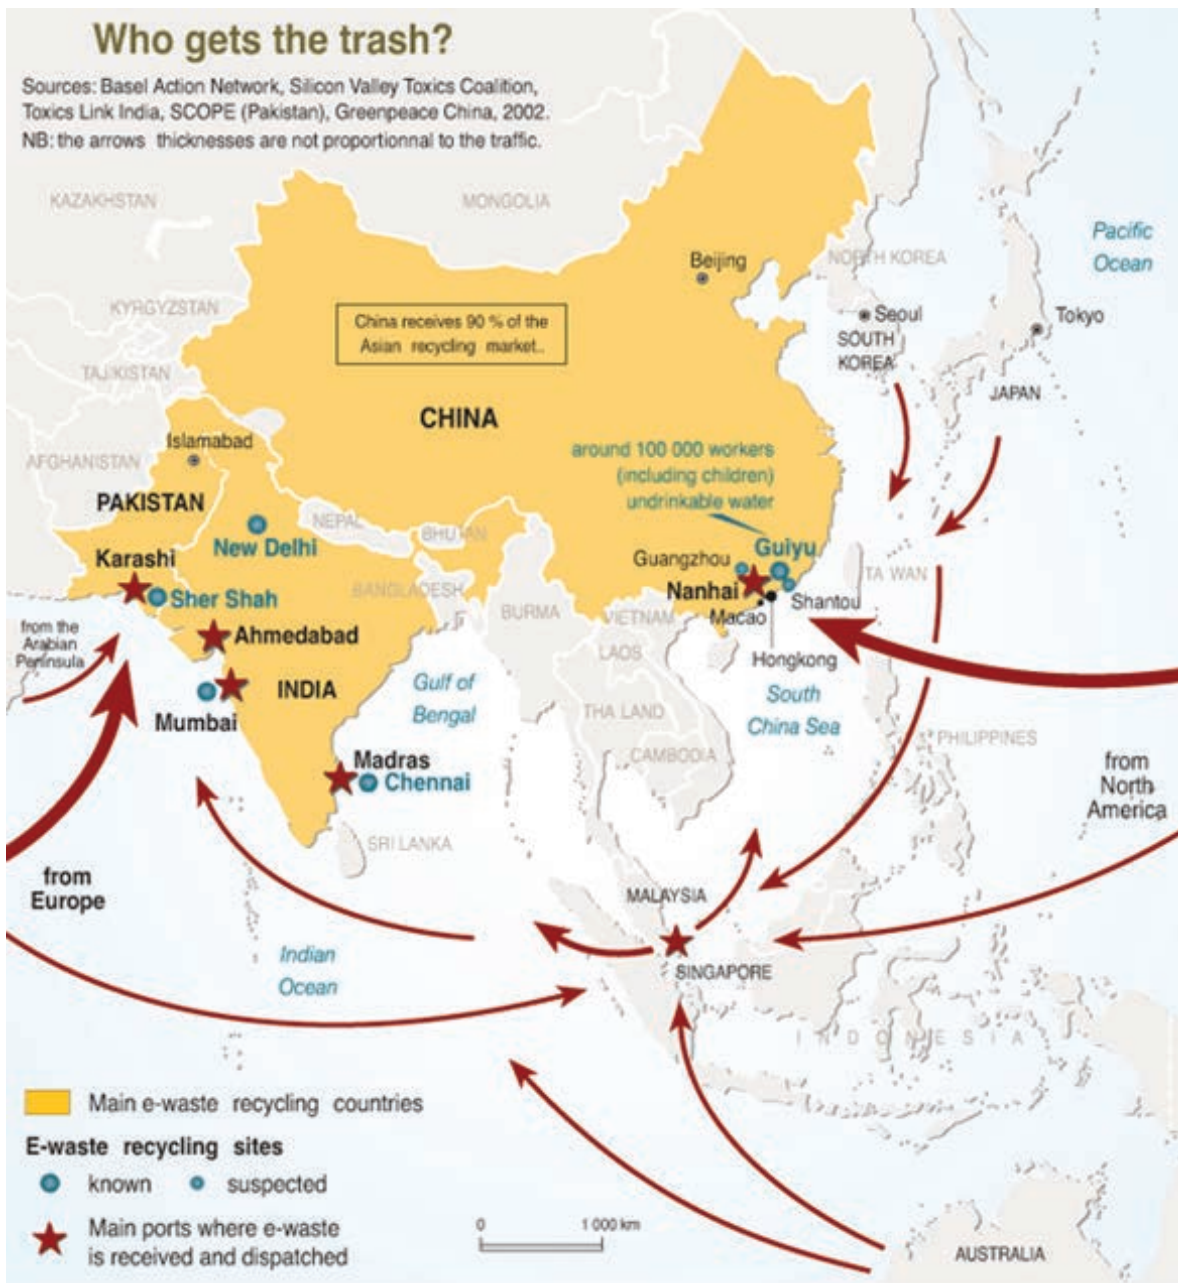 Who gets the trash?
Sources: Basel Action Network, Silicon Valley Toxics Coalition,
Toxics Link India, SCOPE (Pakistan), Greenpeace China, 2002.
NB: the arrows thicknesses are not proportionnal to the traffic.
KAZAKHSTAN
MONGOLIA
Pacific
Ocean
Beijing
NORTH KOREA
KYRGYZSTAN
China receives 90 % of the
Asian recycling market..
Seoul
SOUTH
KOREA
Tokyo
TAJIKISTAN
JAPAN
CHINA
Islamabad
AFGHANISTAN
around 100 000 workers
(including children)
undrinkable water
PAKISTAN
NEPAL
BHUTAN
New Delhi
Karashi
Guangzhou
Guiyu
TA WAN
BANGLADESH
Nanhai
Sher Shah
BURMA
VIETNAM
Macao
Shantou
from the
Arabian
Peninsula
Ahmedabad
LAOS
Hongkong
Gulf of
Bengal
INDIA
South
China Sea
Mumbai
THA LAND
PHILIPPINES
CAMBODIA
Madras
Chennai
from
North
America
SRI LANKA
from
Europe
MALAYSIA
Indian
Ocean
SINGAPORE
INDONESIA
Main e-waste recycling countries
E-waste recycling sites
known
suspected
Main ports where e-waste
is received and dispatched
0
1 000 km
AUSTRALIA